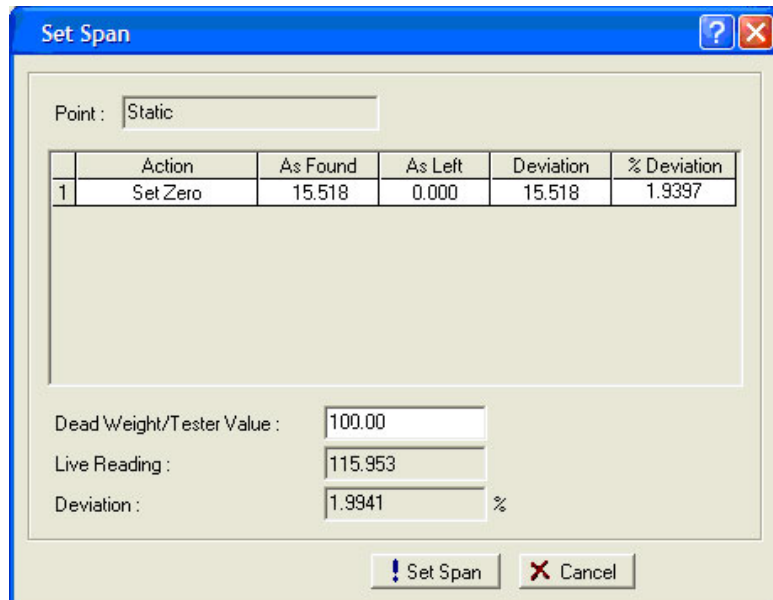 Set Span
Point : Static
Action As Found As Left Deviation % Deviation
1 Set Zero 15.518 0.000 15.518 1.9397
Dead Weight/Tester Value : 100.00
Live Reading : 115.953
Deviation : 1.9941 %
! Set Span X Cancel